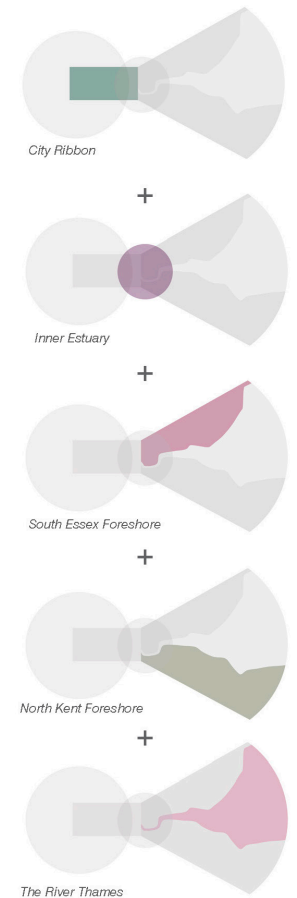 City Ribbon
+
Inner Estuary
+
South Essex Foreshore
+
North Kent Foreshore
+
The River Thames